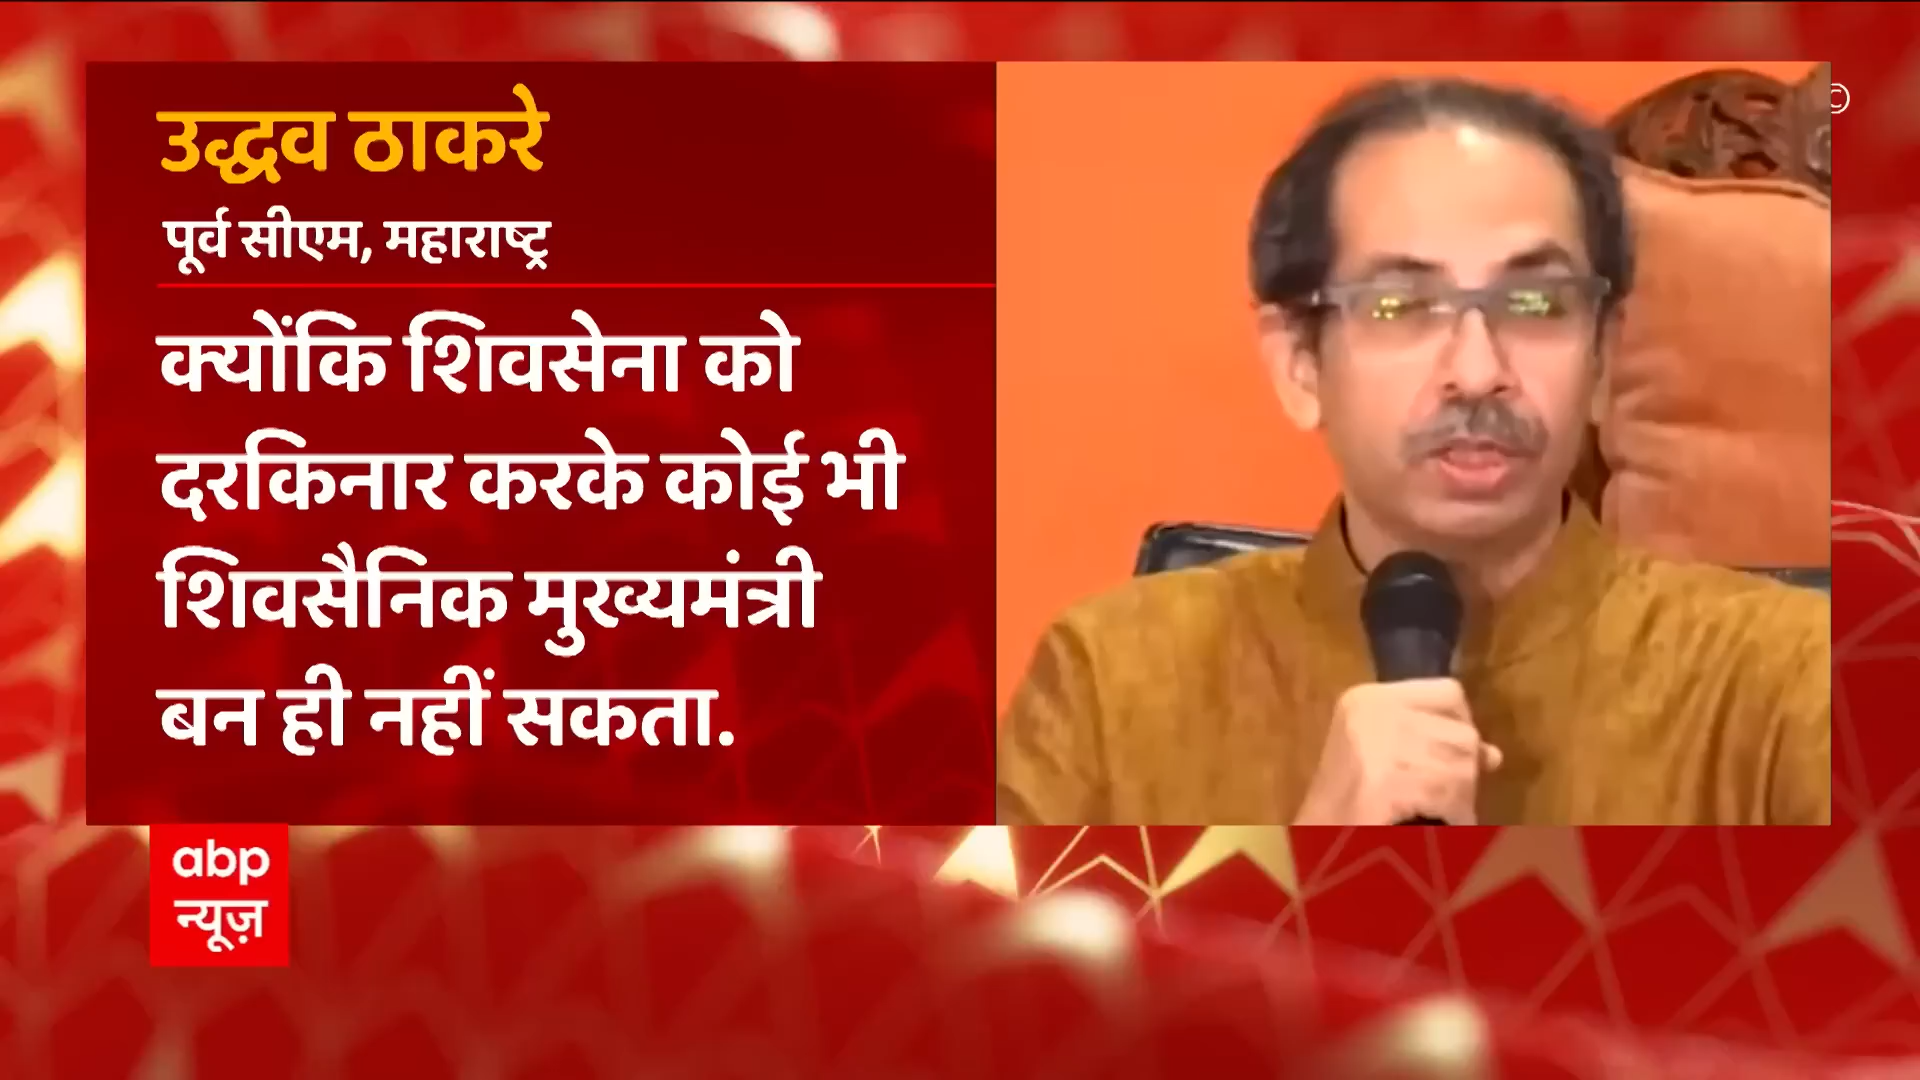 उद्धव ठाकरे
पूर्व सीएम, महाराष्ट्र
क्योंकि शिवसेना को
दरकिनार करके कोई भी
शिवसैनिक मुख्यमंत्री
बन ही नहीं सकता.
©
abp
न्यूज़